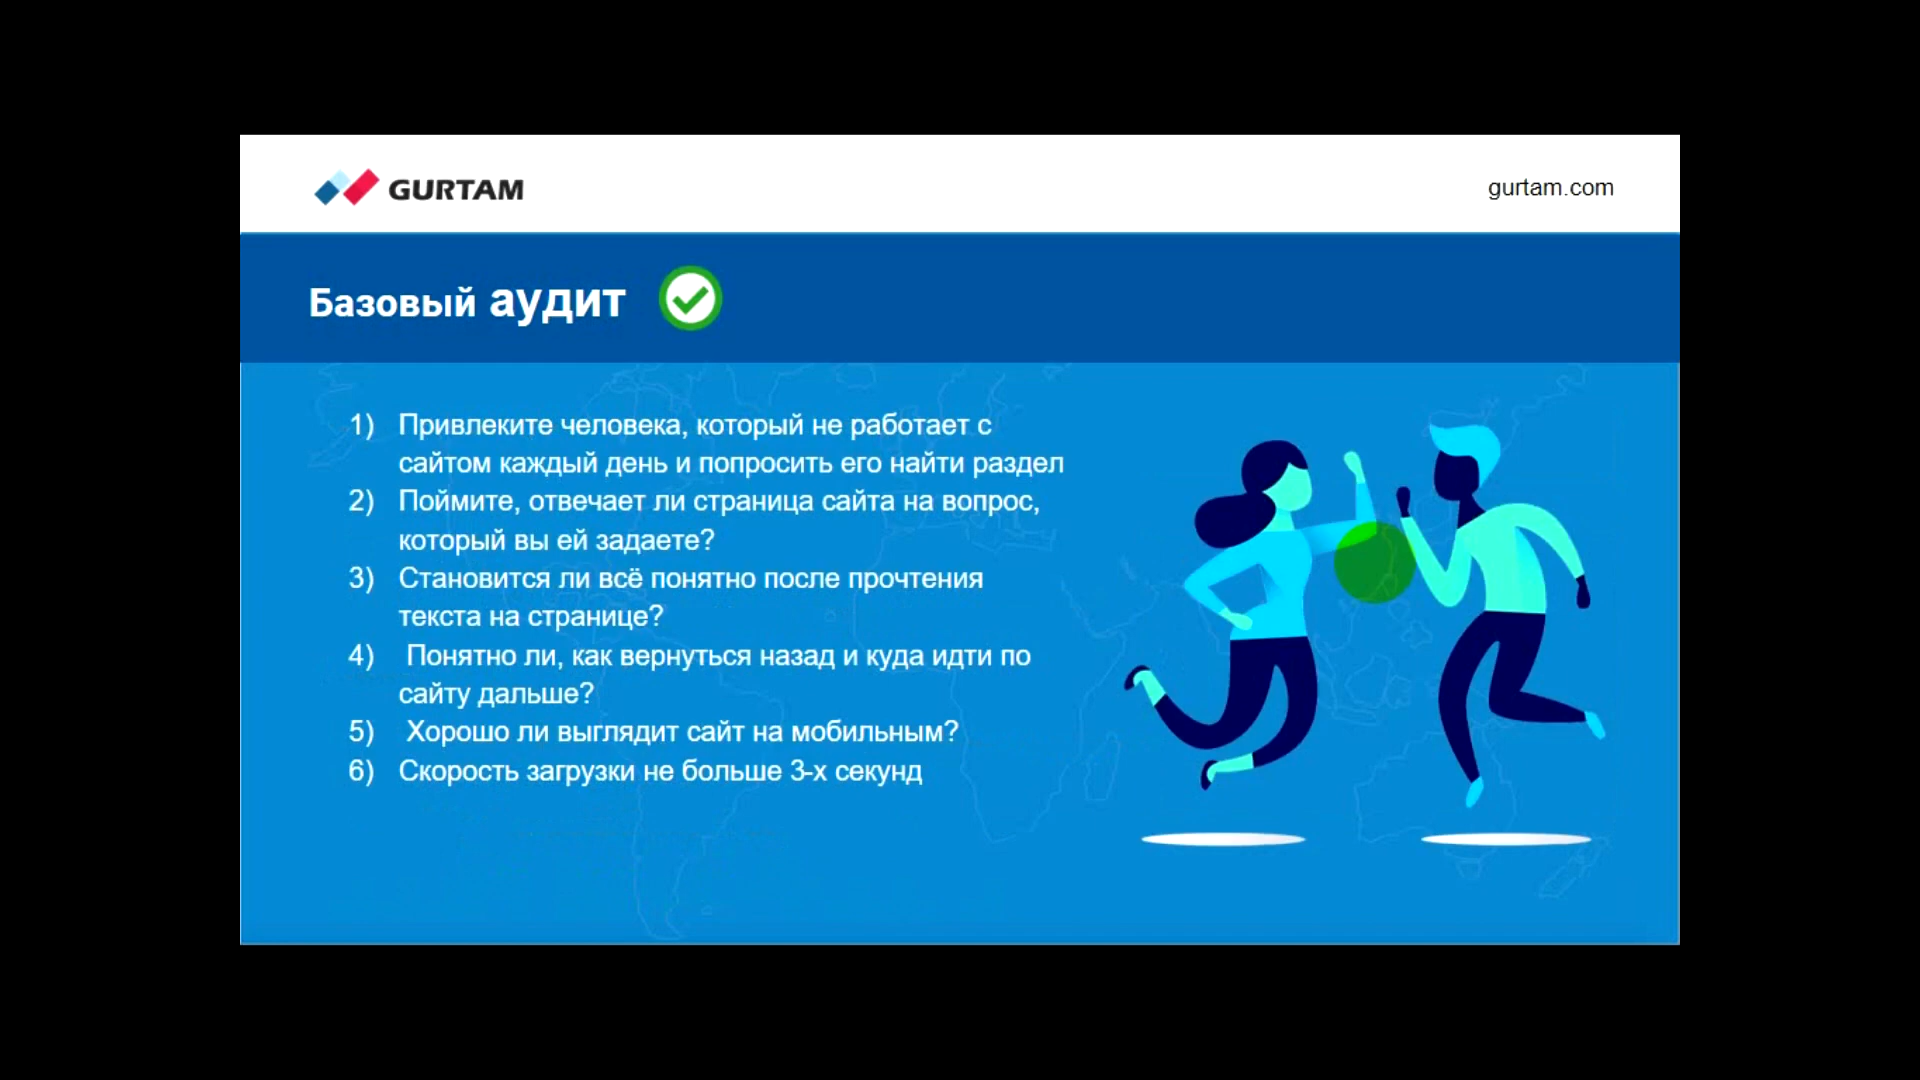 GURTAM
gurtam.com
Базовый аудит
1) Привлеките человека, который не работает с
сайтом каждый день и попросить его найти раздел
2) Поймите, отвечает ли страница сайта на вопрос,
который вы ей задаете?
3) Становится ли всё понятно после прочтения
текста на странице?
4) Понятно ли, как вернуться назад и куда идти по
сайту дальше?
5) Хорошо ли выглядит сайт на мобильным?
6) Скорость загрузки не больше 3-х секунд